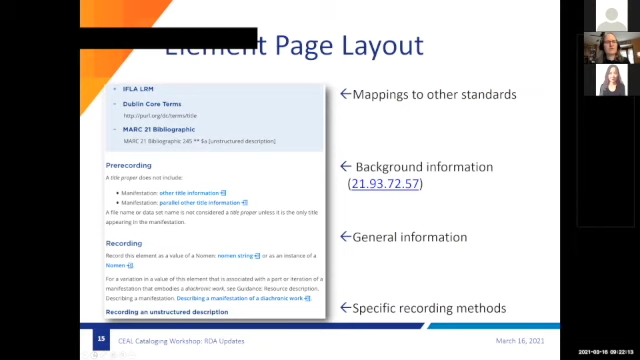 Element Page Layout
IFLA LRM
Dublin Core Terms
http://purl.org/dc/terms/title
MARC 21 Bibliographic
MARC 21 Bibliographic 245 ** $a [unstructured description]
Prerecording
A title proper does not include:
Manifestation: other title information
Manifestation: parallel other title information
A file name or data set name is not considered a title proper unless it is the only title
appearing in the manifestation.
Recording
Record this element as a value of a Nomen: nomen string or as an instance of a
Nomen.
For a variation in a value of this element that is associated with a part or iteration of a
manifestation that embodies a diachronic work, see Guidance: Resource description.
Describing a manifestation. Describing a manifestation of a diachronic work.
Recording an unstructured description
Mappings to other standards
Background information
(21.93.72.57)
General information
Specific recording methods
15
CEAL Cataloging Workshop: RDA Updates
March 16, 2021
2021-03-16 09:22:13